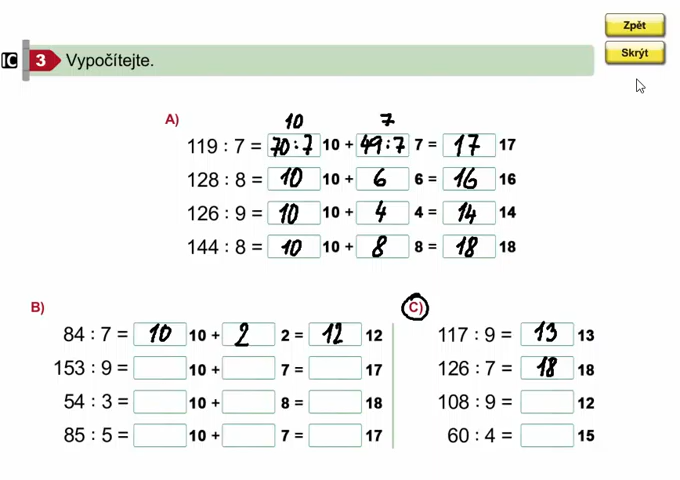 Zpět
Skrýt
3 Vypočítejte.
A)
10 7
119 : 7 = 70:7 10 + 49:7 7 = 17 17
128 : 8 = 10 10 + 6 6 = 16 16
126 : 9 = 10 10 + 4 4 = 14 14
144 : 8 = 10 10 + 8 8 = 18 18
B)
84 : 7 = 10 10 + 2 2 = 12 12
153 : 9 = 10 + 7 = 17
54 : 3 = 10 + 8 = 18
85 : 5 = 10 + 7 = 17
C)
117 : 9 = 13 13
126 : 7 = 18 18
108 : 9 = 12
60 : 4 = 15